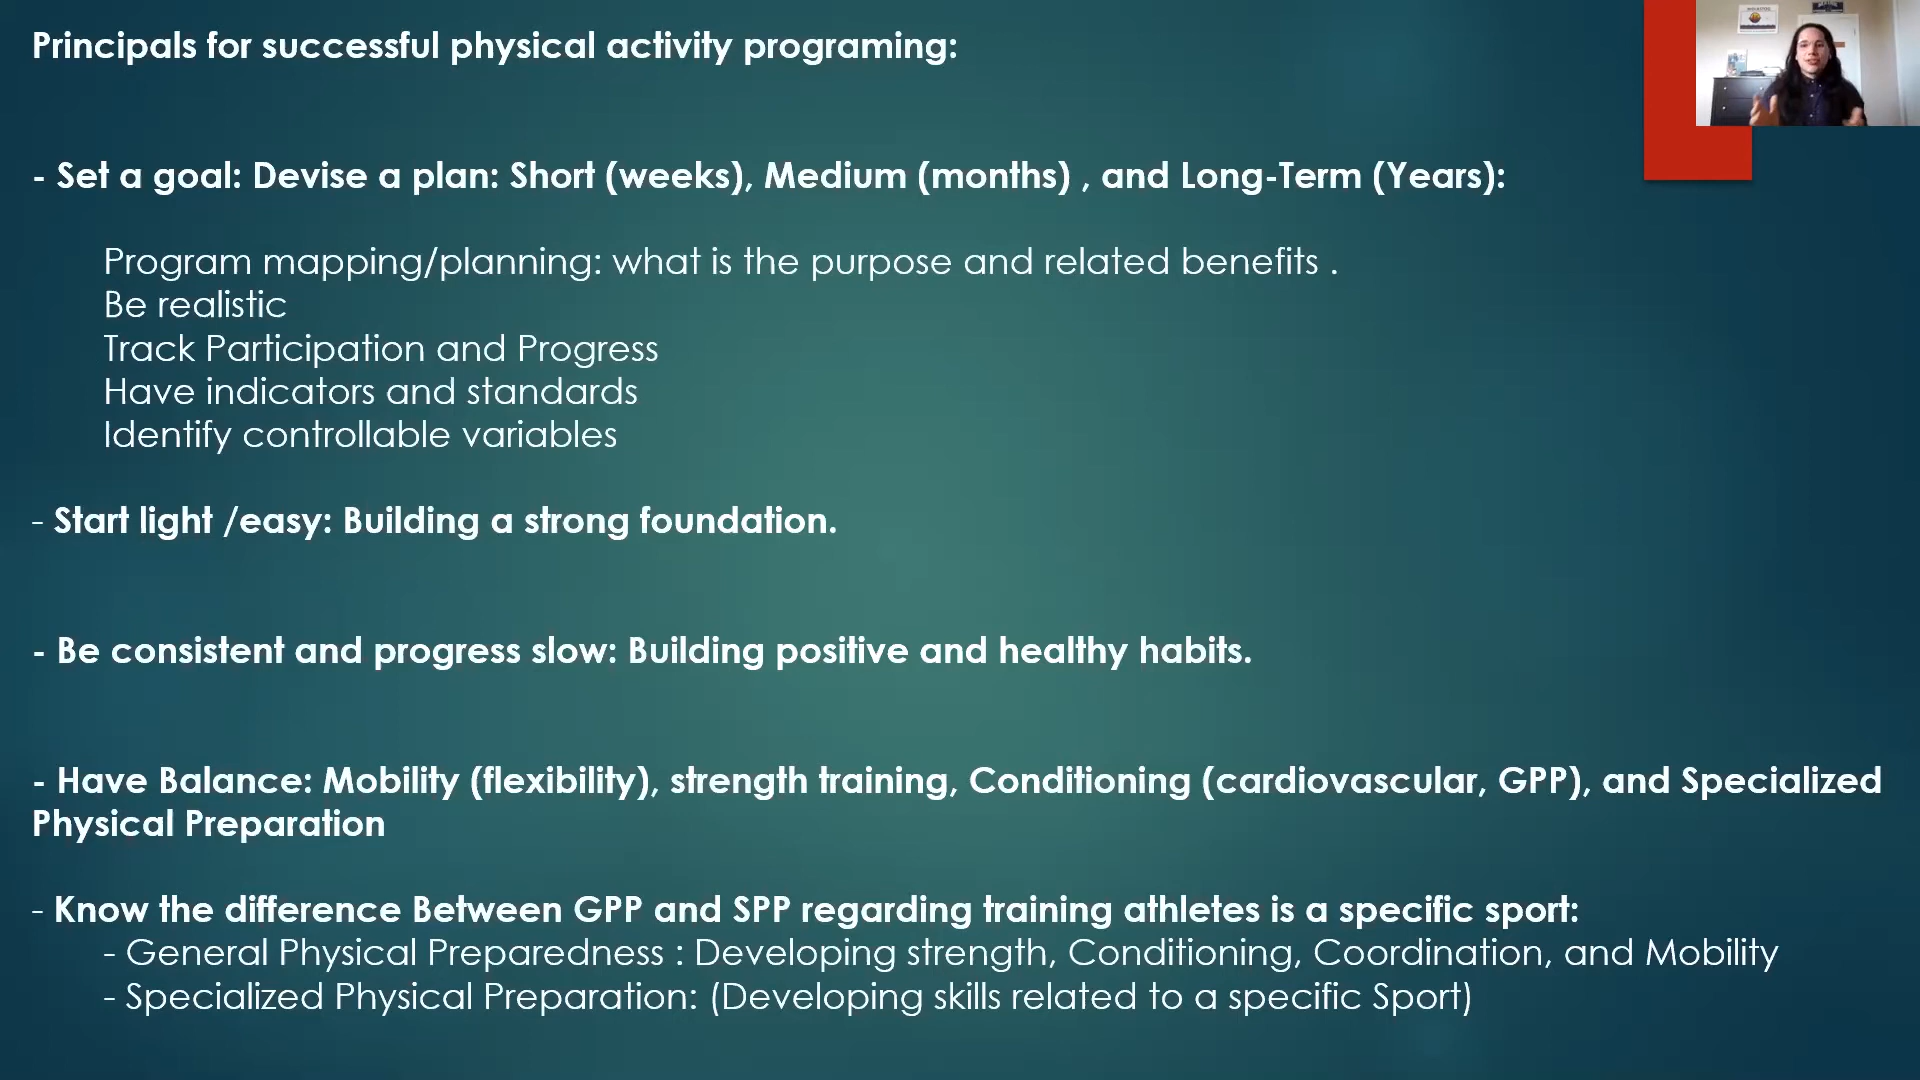 Principals for successful physical activity programing:
- Set a goal: Devise a plan: Short (weeks), Medium (months) , and Long-Term (Years):
Program mapping/planning: what is the purpose and related benefits .
Be realistic
Track Participation and Progress
Have indicators and standards
Identify controllable variables
- Start light /easy: Building a strong foundation.
- Be consistent and progress slow: Building positive and healthy habits.
- Have Balance: Mobility (flexibility), strength training, Conditioning (cardiovascular, GPP), and Specialized
Physical Preparation
- Know the difference Between GPP and SPP regarding training athletes is a specific sport:
- General Physical Preparedness : Developing strength, Conditioning, Coordination, and Mobility
- Specialized Physical Preparation: (Developing skills related to a specific Sport)